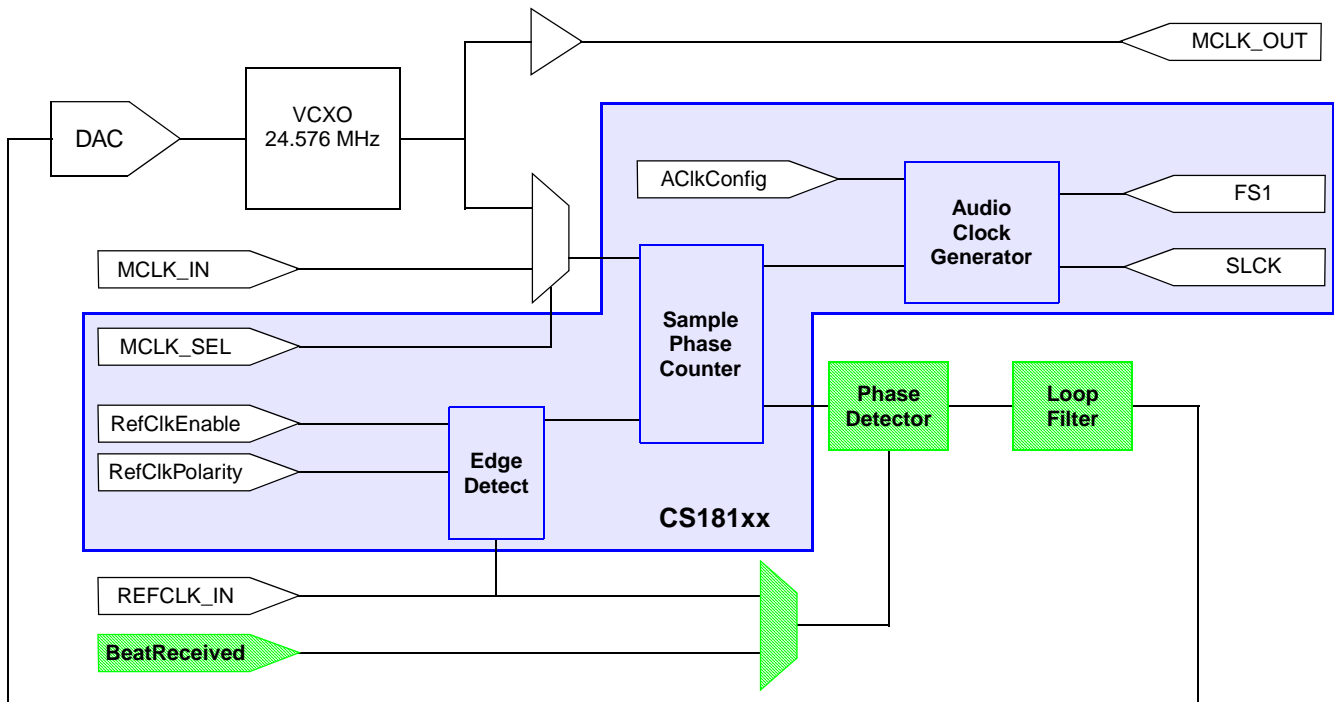 MCLK_OUT
VCXO
24.576 MHz
DAC
AClkConfig
Audio
Clock
Generator
FS1
SLCK
MCLK_IN
MCLK_SEL
Sample
Phase
Counter
RefClkEnable
RefClkPolarity
Edge
Detect
Phase
Detector
Loop
Filter
CS181xx
REFCLK_IN
BeatReceived